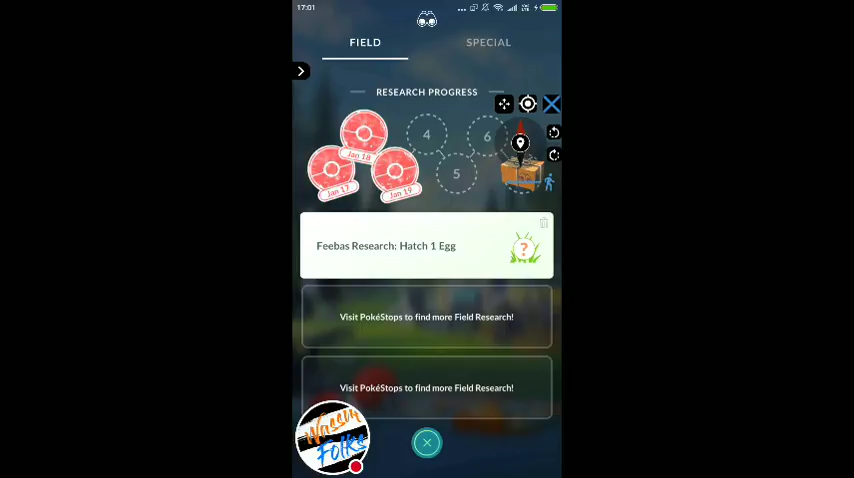 17:01
FIELD
SPECIAL
RESEARCH PROGRESS
4
6
Jan 18
5
Jan 17
Jan 19
Feebas Research: Hatch 1 Egg
?
Visit PokéStops to find more Field Research!
Visit PokéStops to find more Field Research!
Wassup
Folks